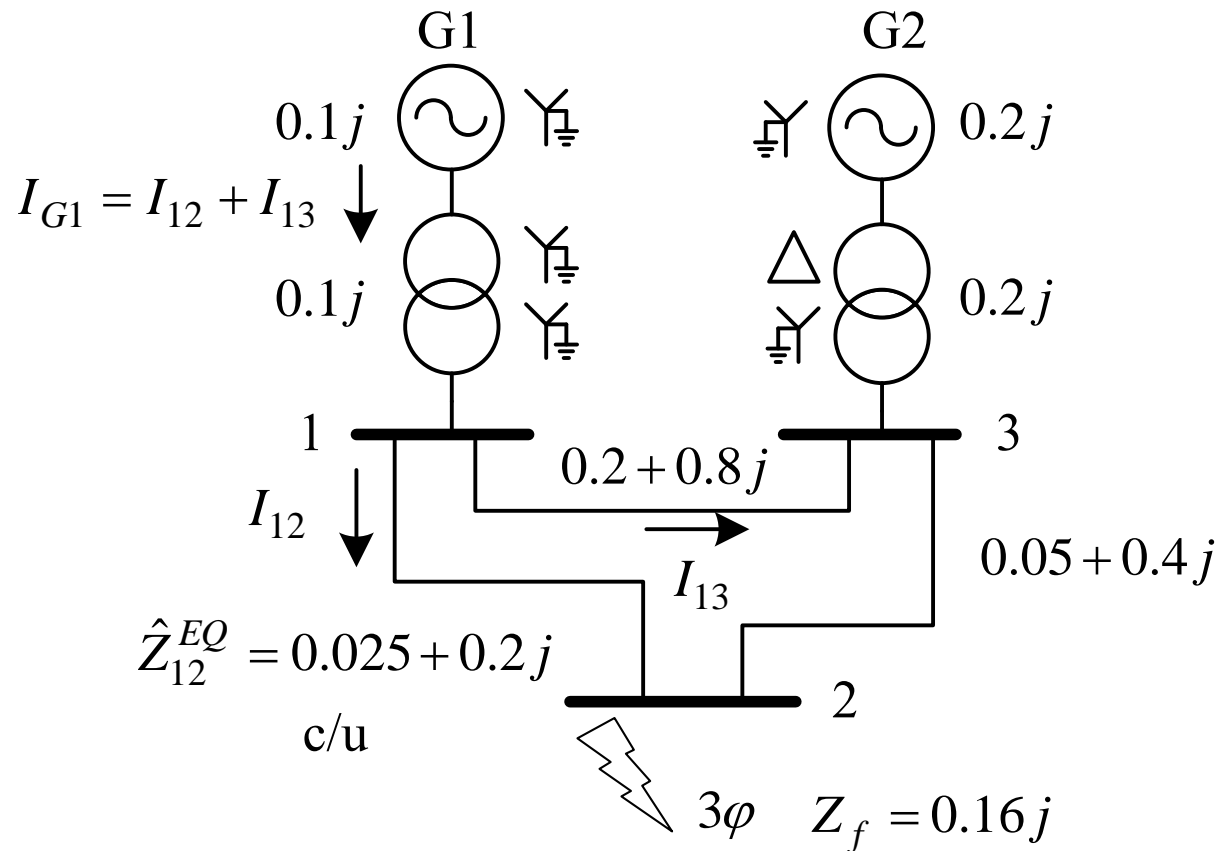 G1
G2
0.1j
0.2j
I_{G1} = I_{12} + I_{13}
0.1j
0.2j
1
3
0.2+0.8j
I_{12}
I_{13}
0.05+0.4j
\hat{Z}_{12}^{EQ} = 0.025+0.2j
c/u
2
3φ Z_f = 0.16j